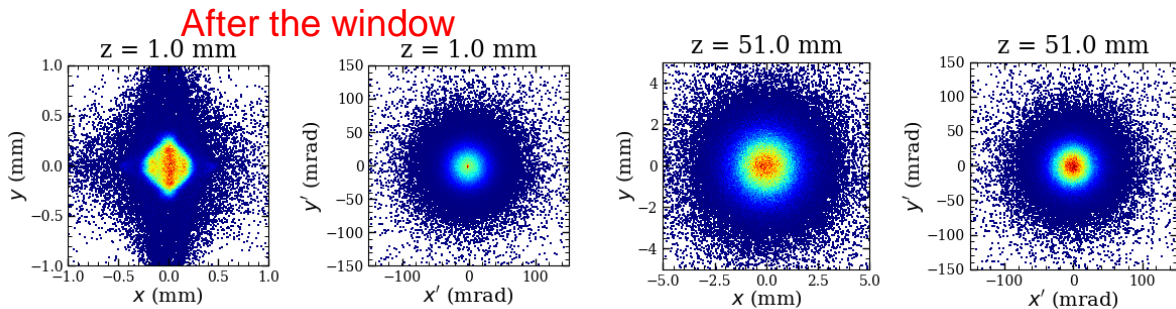 After the window
z = 1.0 mm
z = 1.0 mm
z = 51.0 mm
z = 51.0 mm
1.0
0.5
0.0
−0.5
−1.0
y (mm)
−1.0 −0.5 0.0 0.5 1.0
x (mm)
150
100
50
0
−50
−100
−150
y′ (mrad)
−100 0 100
x′ (mrad)
4
2
0
−2
−4
y (mm)
−5.0 −2.5 0.0 2.5 5.0
x (mm)
150
100
50
0
−50
−100
−150
y′ (mrad)
−100 0 100
x′ (mrad)